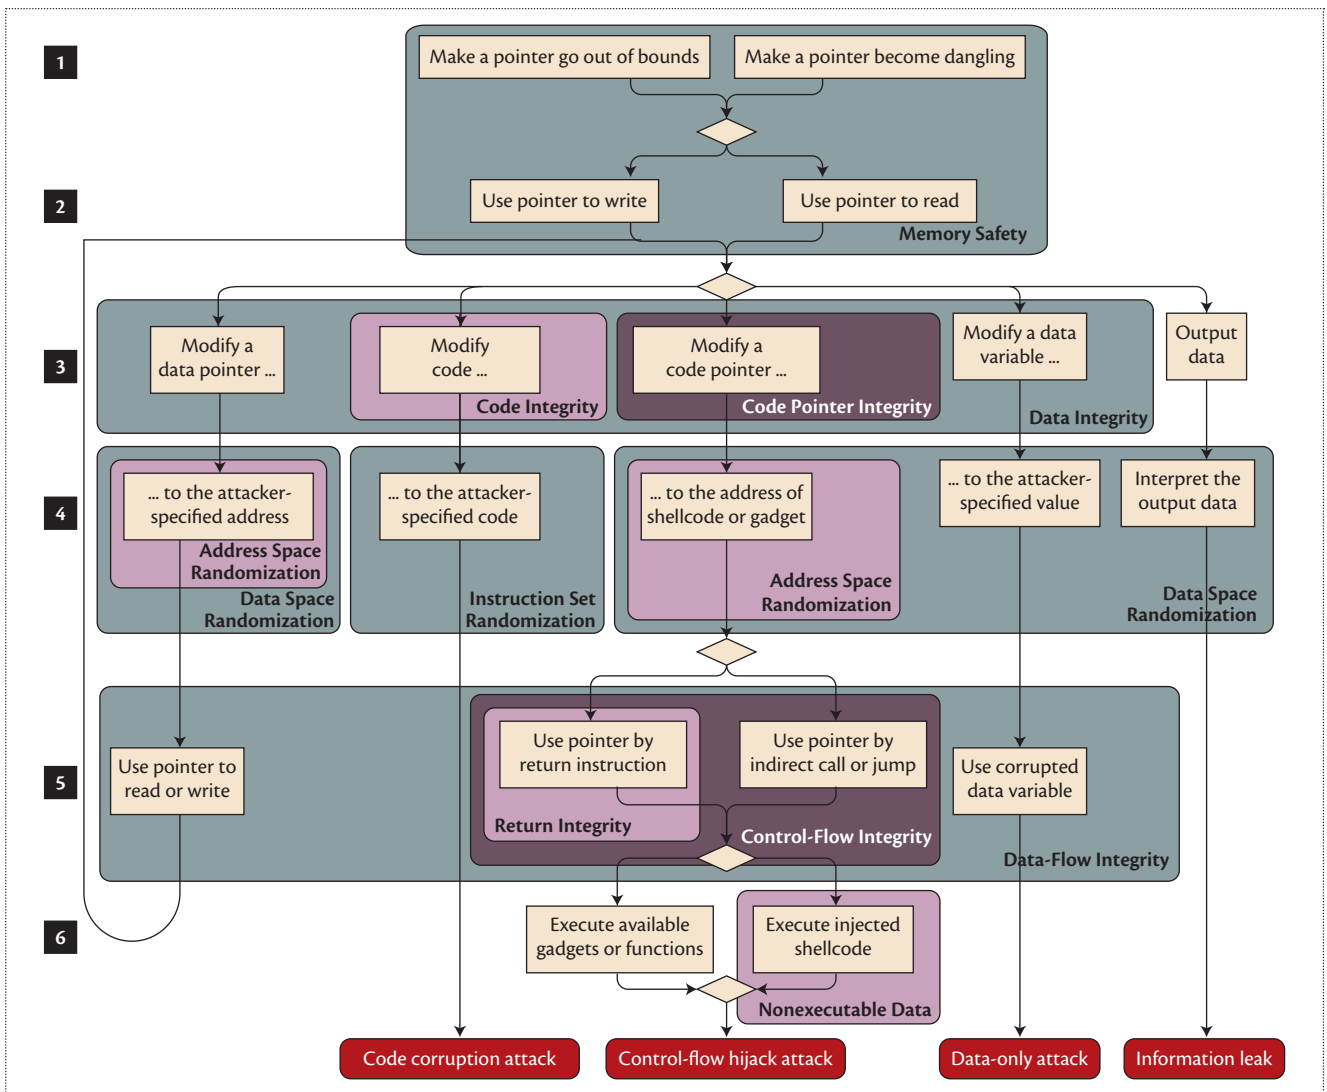 1
Make a pointer go out of bounds
Make a pointer become dangling
2
Use pointer to write
Use pointer to read
Memory Safety
3
Modify a
data pointer ...
Modify
code ...
Code Integrity
Modify a
code pointer ...
Code Pointer Integrity
Modify a data
variable ...
Data Integrity
Output
data
4
... to the attacker-
specified address
Address Space
Randomization
Data Space
Randomization
... to the attacker-
specified code
Instruction Set
Randomization
... to the address of
shellcode or gadget
Address Space
Randomization
... to the attacker-
specified value
Interpret the
output data
Data Space
Randomization
5
Use pointer to
read or write
Use pointer by
return instruction
Return Integrity
Use pointer by
indirect call or jump
Control-Flow Integrity
Use corrupted
data variable
Data-Flow Integrity
6
Execute available
gadgets or functions
Execute injected
shellcode
Nonexecutable Data
Code corruption attack
Control-flow hijack attack
Data-only attack
Information leak